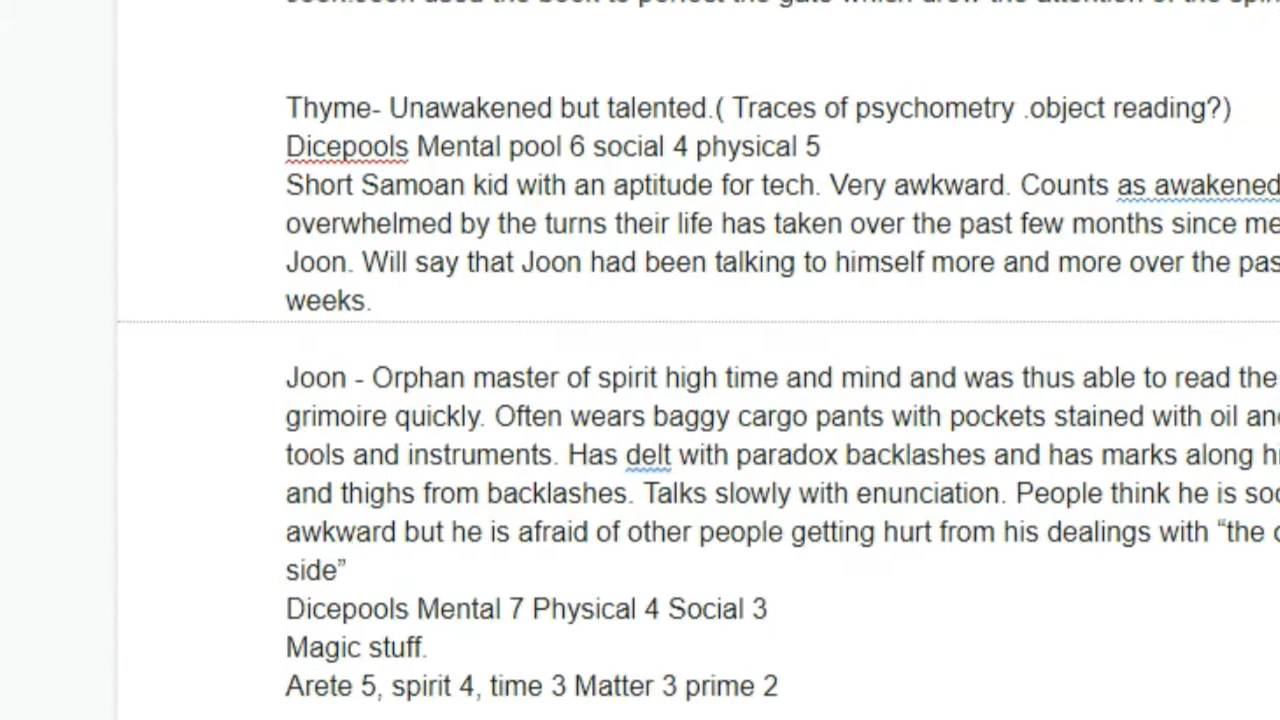 Thyme- Unawakened but talented.( Traces of psychometry .object reading?)
Dicepools Mental pool 6 social 4 physical 5
Short Samoan kid with an aptitude for tech. Very awkward. Counts as awakened
overwhelmed by the turns their life has taken over the past few months since
Joon. Will say that Joon had been talking to himself more and more over the
weeks.
Joon - Orphan master of spirit high time and mind and was thus able to read the
grimoire quickly. Often wears baggy cargo pants with pockets stained with oil
tools and instruments. Has delt with paradox backlashes and has marks along
and thighs from backlashes. Talks slowly with enunciation. People think he is
awkward but he is afraid of other people getting hurt from his dealings with “the
side”
Dicepools Mental 7 Physical 4 Social 3
Magic stuff.
Arete 5, spirit 4, time 3 Matter 3 prime 2